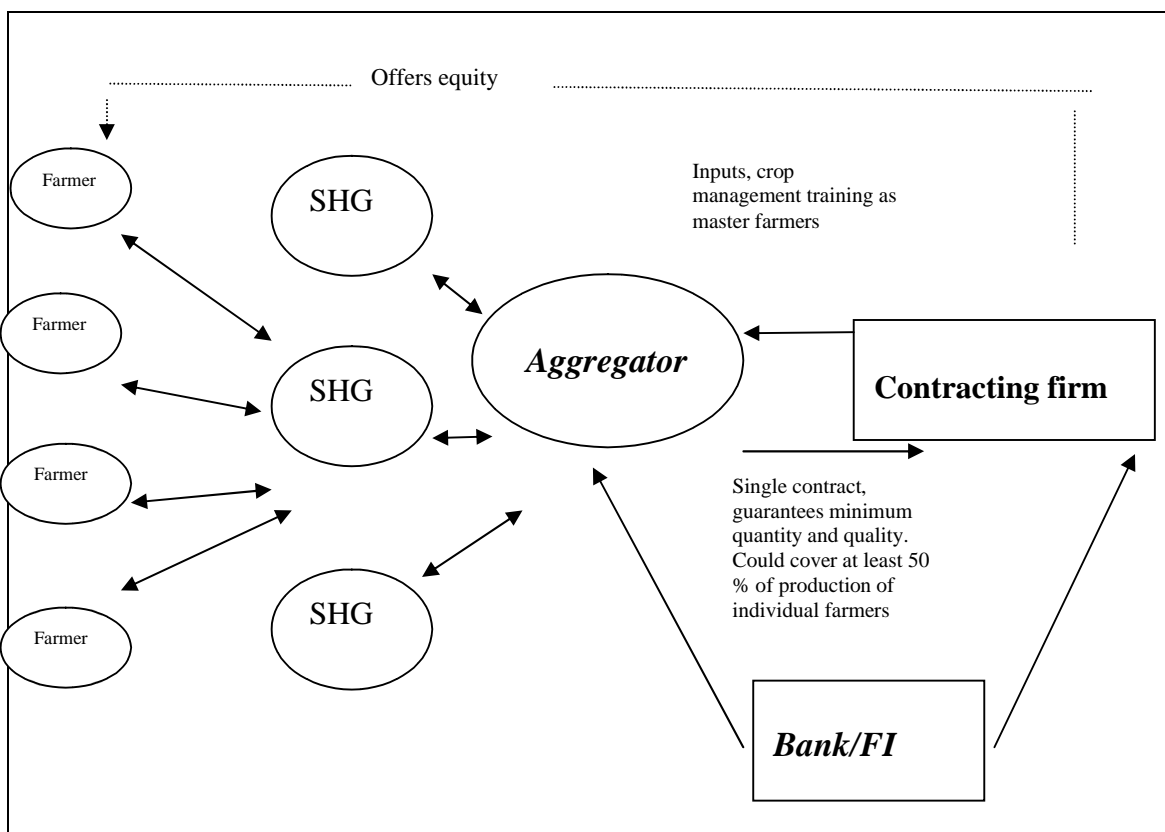 Offers equity
Inputs, crop
management training as
master farmers
Farmer
SHG
Farmer
Aggregator
Contracting firm
SHG
Farmer
Single contract,
guarantees minimum
quantity and quality.
Could cover at least 50
% of production of
individual farmers
Farmer
SHG
Bank/FI